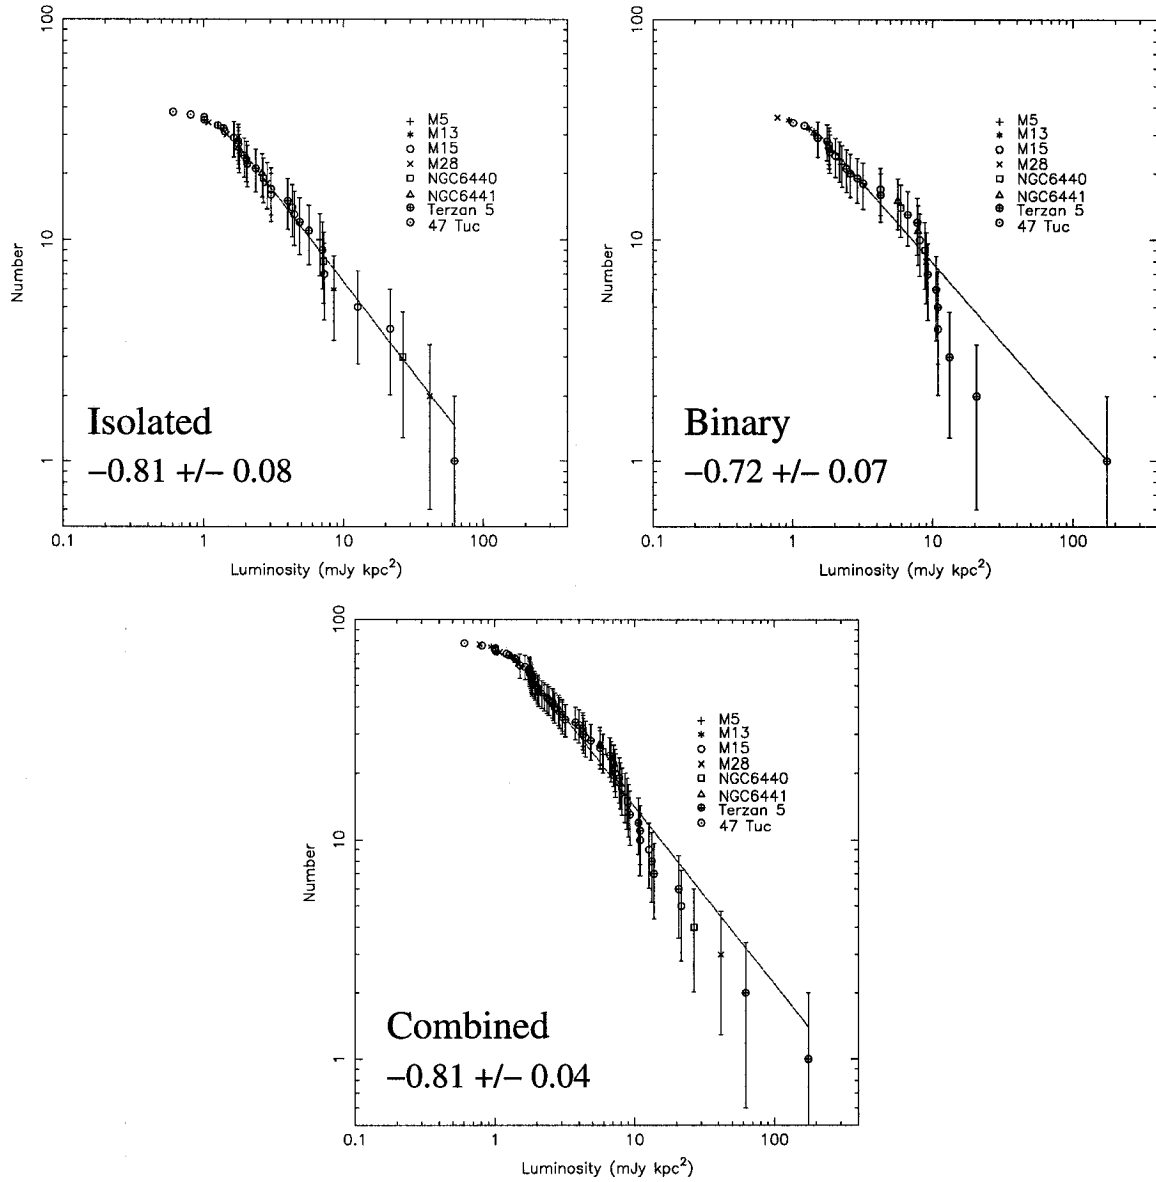 100
10
1
Number
M5
M13
M15
M28
NGC6440
NGC6441
Terzan 5
47 Tuc
Isolated
−0.81 +/− 0.08
0.1 1 10 100
Luminosity (mJy kpc²)
100
10
1
Number
M5
M13
M15
M28
NGC6440
NGC6441
Terzan 5
47 Tuc
Binary
−0.72 +/− 0.07
0.1 1 10 100
Luminosity (mJy kpc²)
100
10
1
Number
M5
M13
M15
M28
NGC6440
NGC6441
Terzan 5
47 Tuc
Combined
−0.81 +/− 0.04
0.1 1 10 100
Luminosity (mJy kpc²)